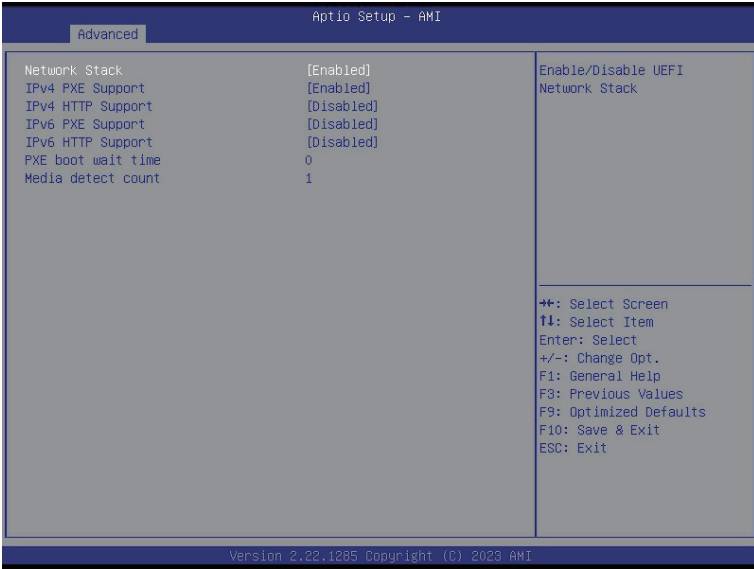 Aptio Setup – AMI
Advanced
Network Stack [Enabled]
IPv4 PXE Support [Enabled]
IPv4 HTTP Support [Disabled]
IPv6 PXE Support [Disabled]
IPv6 HTTP Support [Disabled]
PXE boot wait time 0
Media detect count 1
Enable/Disable UEFI
Network Stack
→←: Select Screen
↑↓: Select Item
Enter: Select
+/-: Change Opt.
F1: General Help
F3: Previous Values
F9: Optimized Defaults
F10: Save & Exit
ESC: Exit
Version 2.22.1285 Copyright (C) 2023 AMI